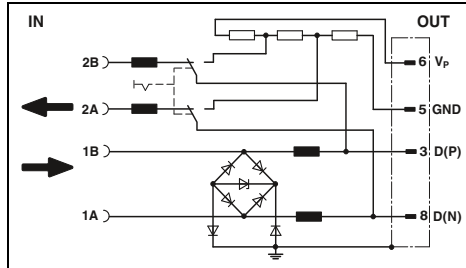 IN OUT
2B 6 VP
2A 5 GND
1B 3 D(P)
1A 8 D(N)